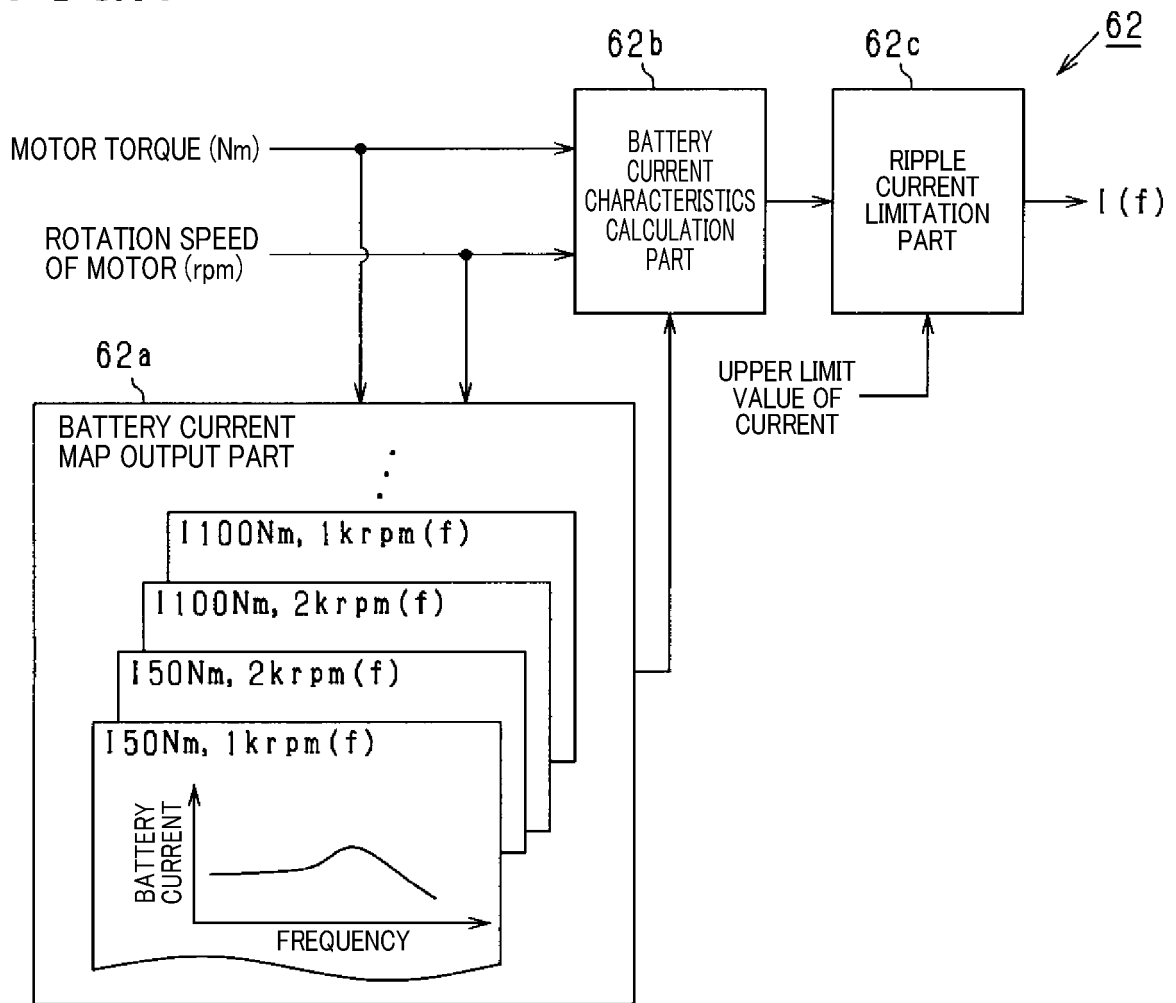 62
62b
62c
MOTOR TORQUE (Nm)
BATTERY
CURRENT
CHARACTERISTICS
CALCULATION
PART
RIPPLE
CURRENT
LIMITATION
PART
I (f)
ROTATION SPEED
OF MOTOR (rpm)
62a
UPPER LIMIT
VALUE OF
CURRENT
BATTERY CURRENT
MAP OUTPUT PART
I100Nm, 1krpm(f)
I100Nm, 2krpm(f)
I50Nm, 2krpm(f)
I50Nm, 1krpm(f)
BATTERY
CURRENT
FREQUENCY